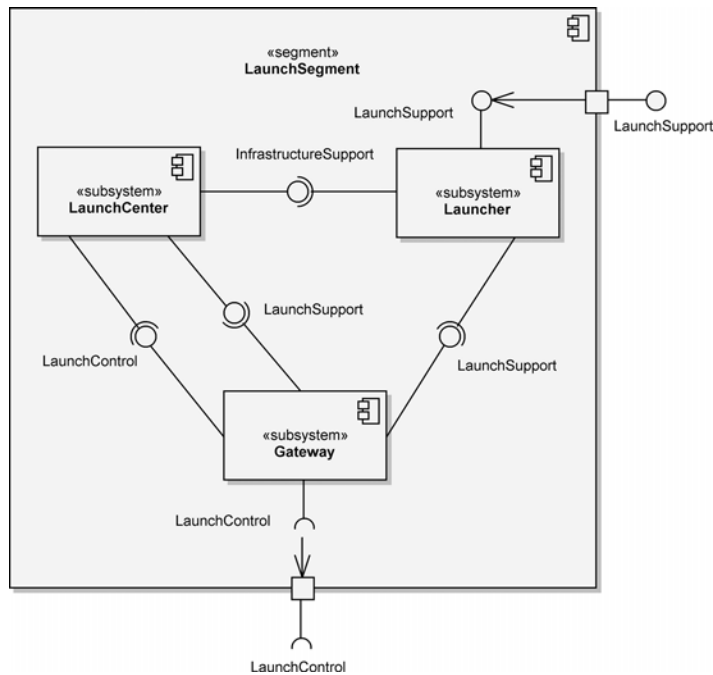 «segment»
LaunchSegment
LaunchSupport
LaunchSupport
InfrastructureSupport
«subsystem»
LaunchCenter
«subsystem»
Launcher
LaunchSupport
LaunchControl
LaunchSupport
«subsystem»
Gateway
LaunchControl
LaunchControl